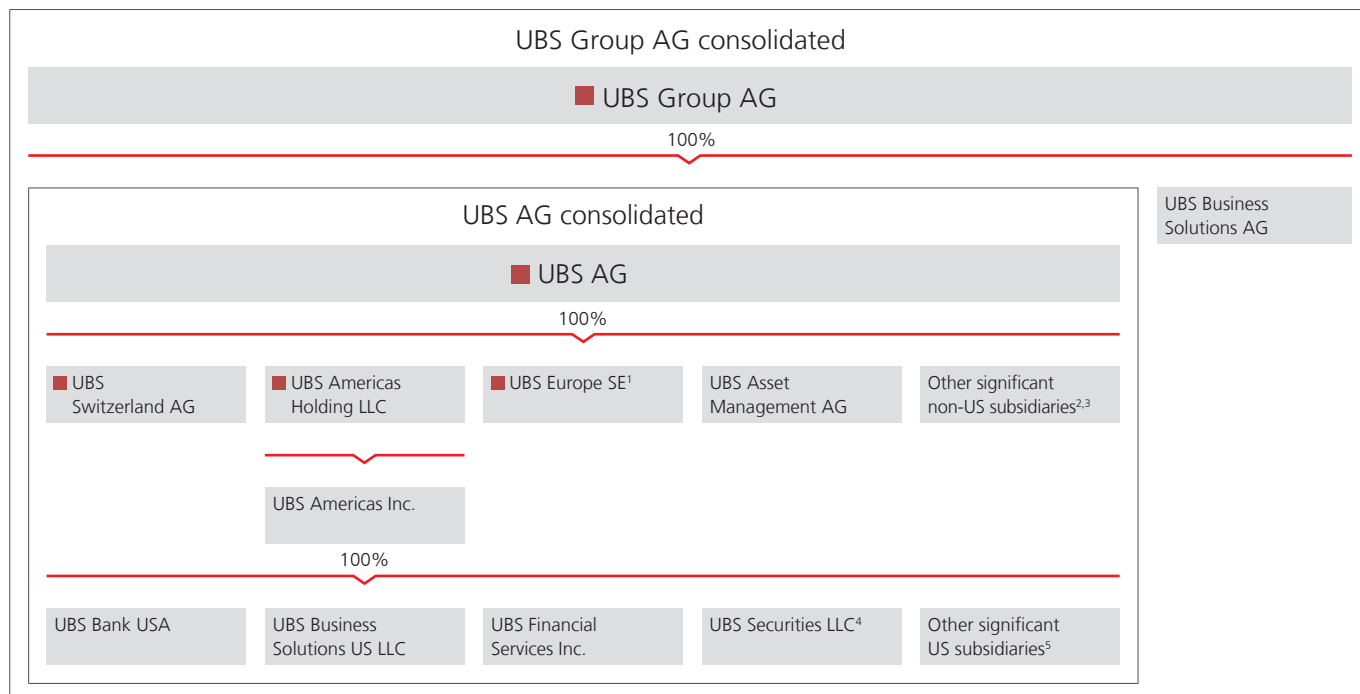 UBS Group AG consolidated
UBS Group AG
100%
UBS AG consolidated
UBS Business
Solutions AG
UBS AG
100%
UBS
Switzerland AG
UBS Americas
Holding LLC
UBS Europe SE¹
UBS Asset
Management AG
Other significant
non-US subsidiaries²,³
UBS Americas Inc.
100%
UBS Bank USA
UBS Business
Solutions US LLC
UBS Financial
Services Inc.
UBS Securities LLC⁴
Other significant
US subsidiaries⁵